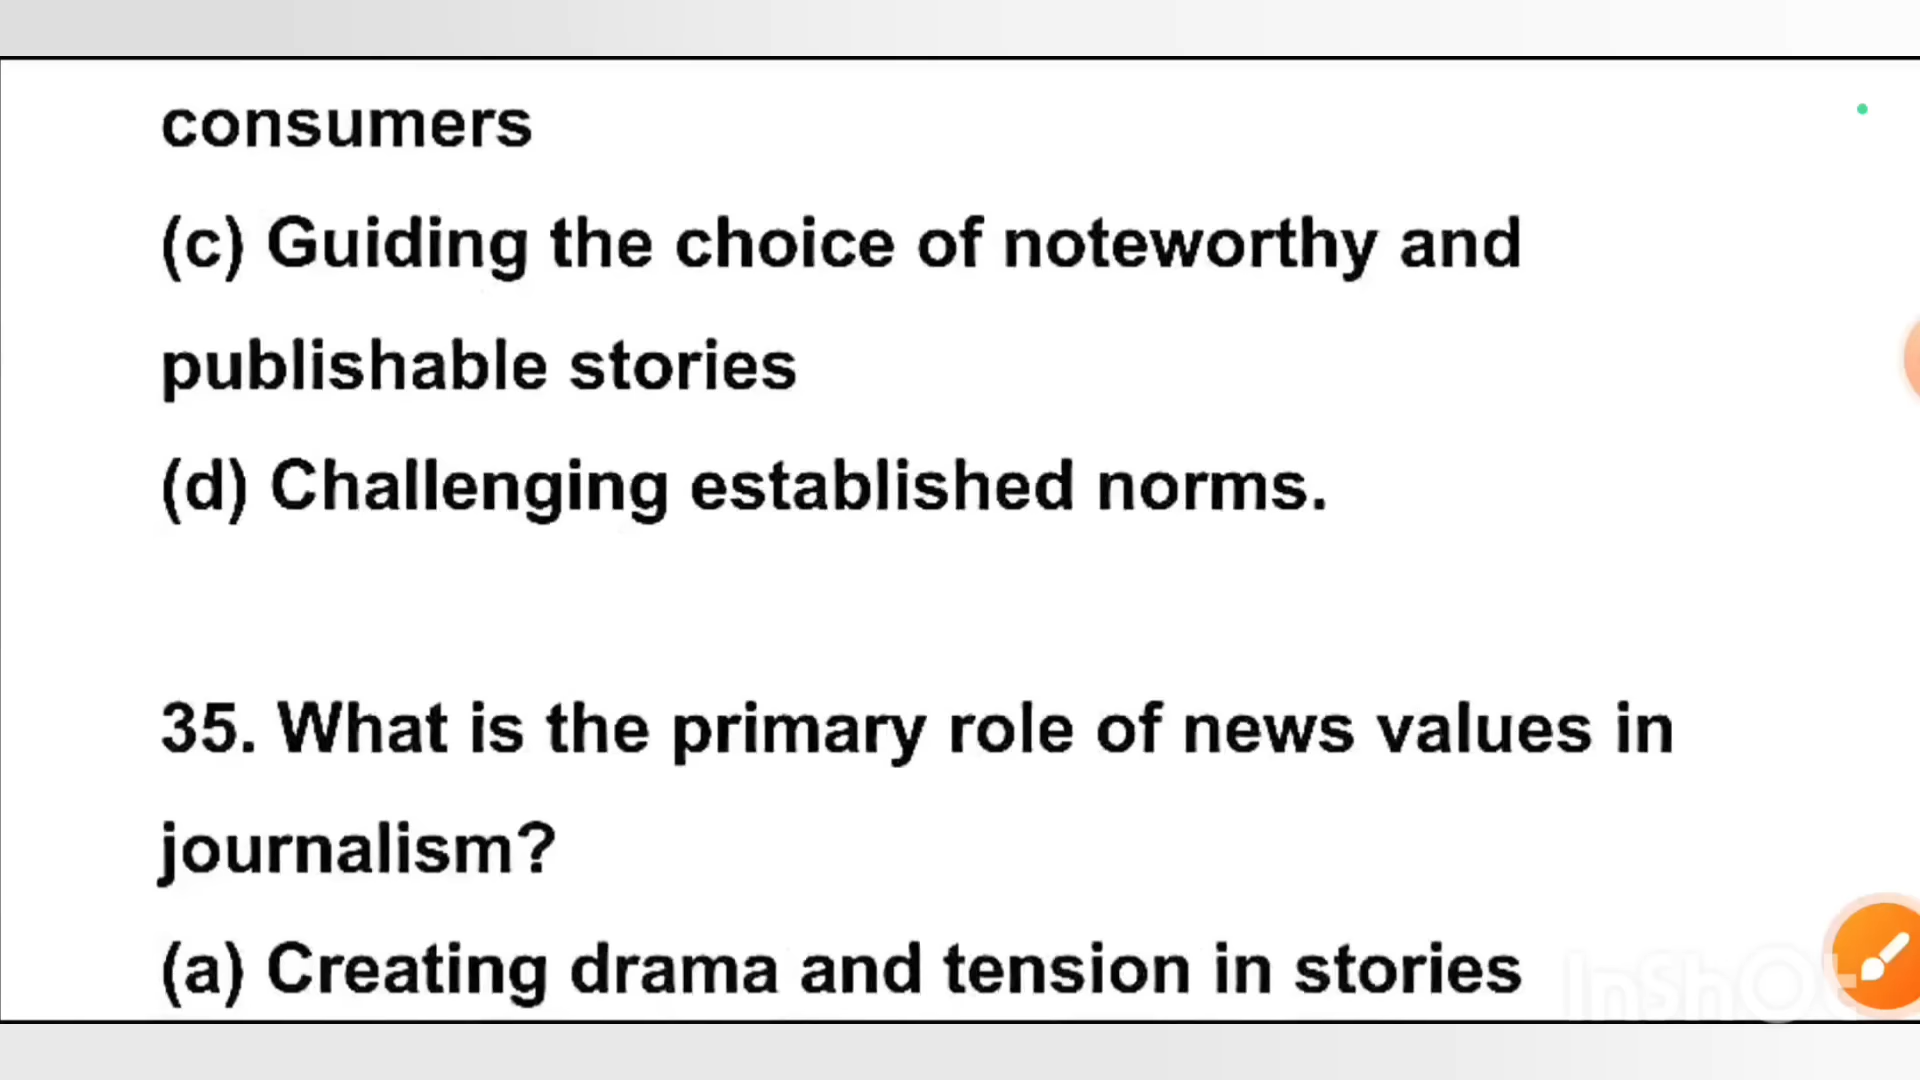 consumers
(c) Guiding the choice of noteworthy and
publishable stories
(d) Challenging established norms.
35. What is the primary role of news values in
journalism?
(a) Creating drama and tension in stories
InShOt